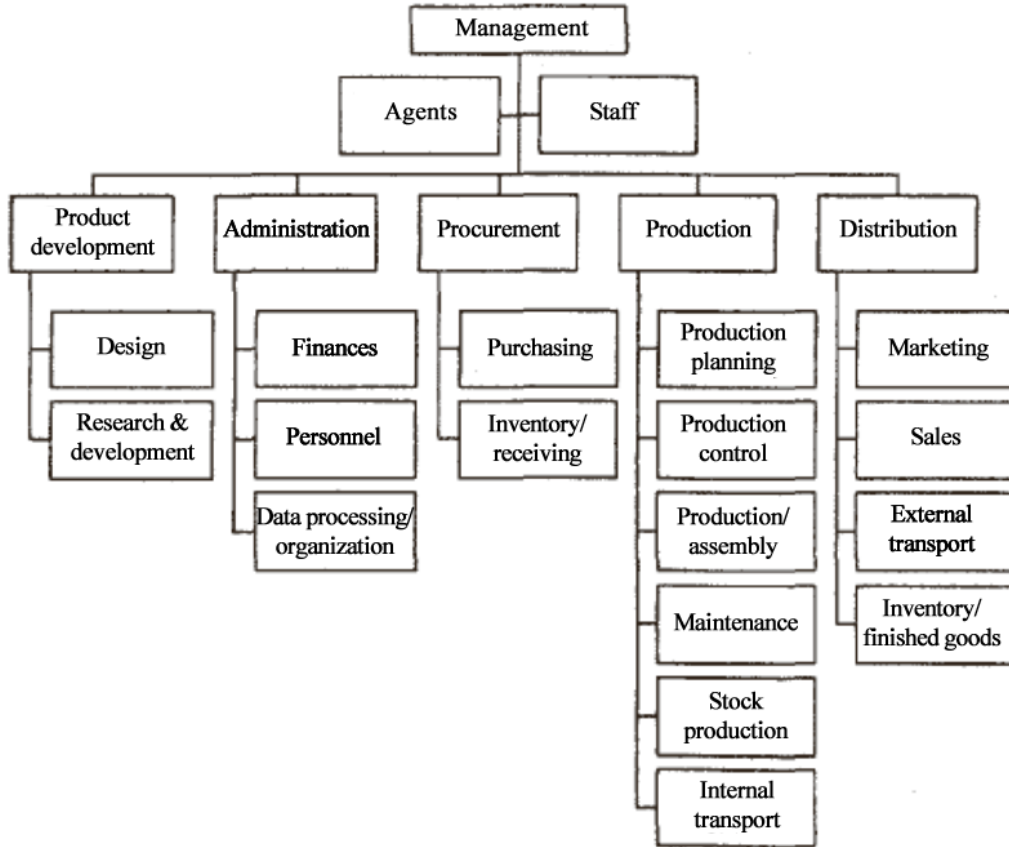 Management
Agents
Staff
Product
development
Administration
Procurement
Production
Distribution
Design
Research &
development
Finances
Personnel
Data processing/
organization
Purchasing
Inventory/
receiving
Production
planning
Production
control
Production/
assembly
Maintenance
Stock
production
Internal
transport
Marketing
Sales
External
transport
Inventory/
finished goods